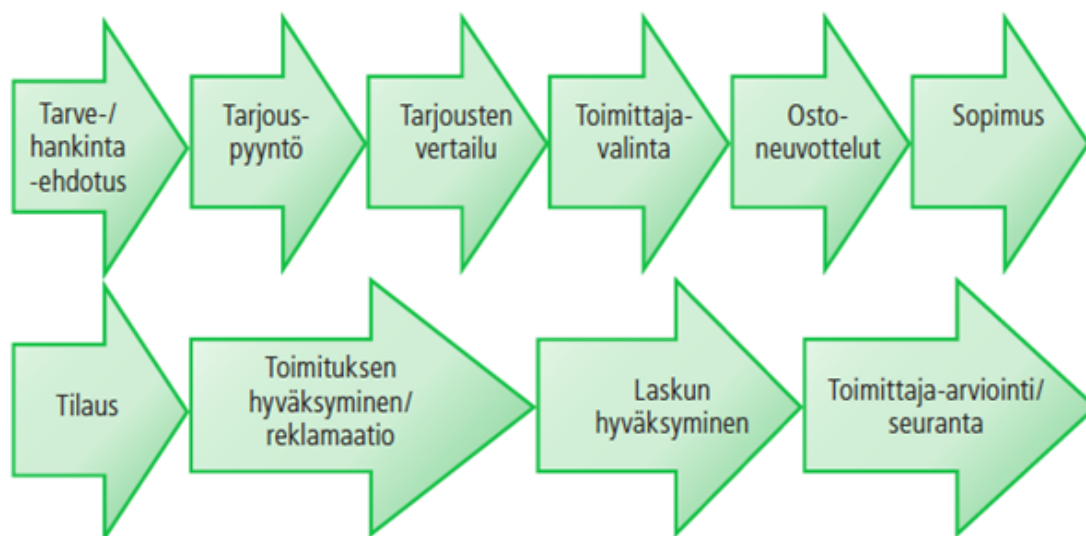 Tarve-/
hankinta
-ehdotus
Tarjous-
pyyntö
Tarjousten
vertailu
Toimittaja-
valinta
Osto-
neuvottelut
Sopimus
Tilaus
Toimituksen
hyväksyminen/
reklamaatio
Laskun
hyväksyminen
Toimittaja-arviointi/
seuranta